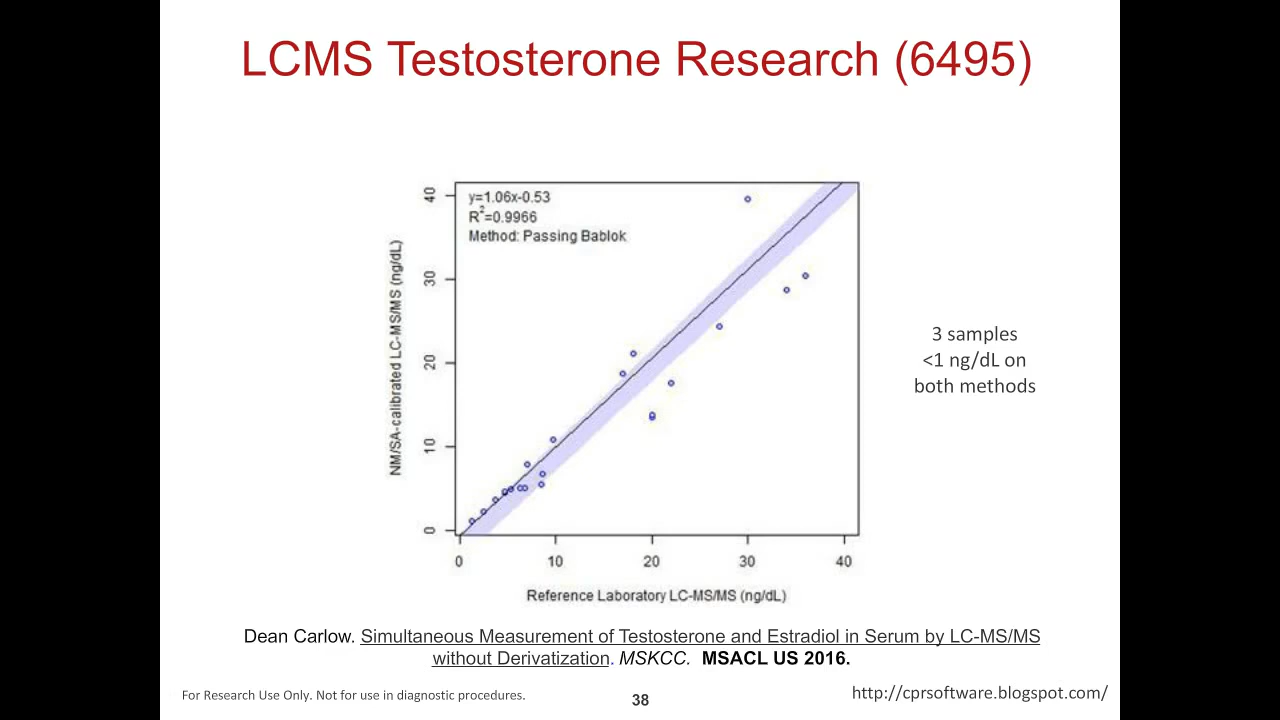 LCMS Testosterone Research (6495)
y=1.06x-0.53
R²=0.9966
Method: Passing Bablok
NM/SA-calibrated LC-MS/MS (ng/dL)
40
30
20
10
0
0 10 20 30 40
Reference Laboratory LC-MS/MS (ng/dL)
3 samples
<1 ng/dL on
both methods
Dean Carlow. Simultaneous Measurement of Testosterone and Estradiol in Serum by LC-MS/MS
without Derivatization. MSKCC. MSACL US 2016.
For Research Use Only. Not for use in diagnostic procedures.
38
http://cprsoftware.blogspot.com/